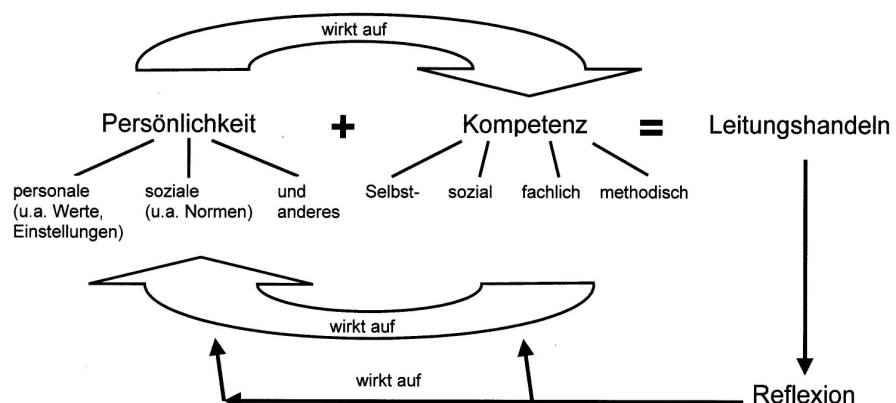 wirkt auf
Persönlichkeit + Kompetenz = Leitungshandeln
personale
(u.a. Werte,
Einstellungen)
soziale
(u.a. Normen)
und
anderes
Selbst-
sozial
fachlich
methodisch
wirkt auf
wirkt auf
Reflexion